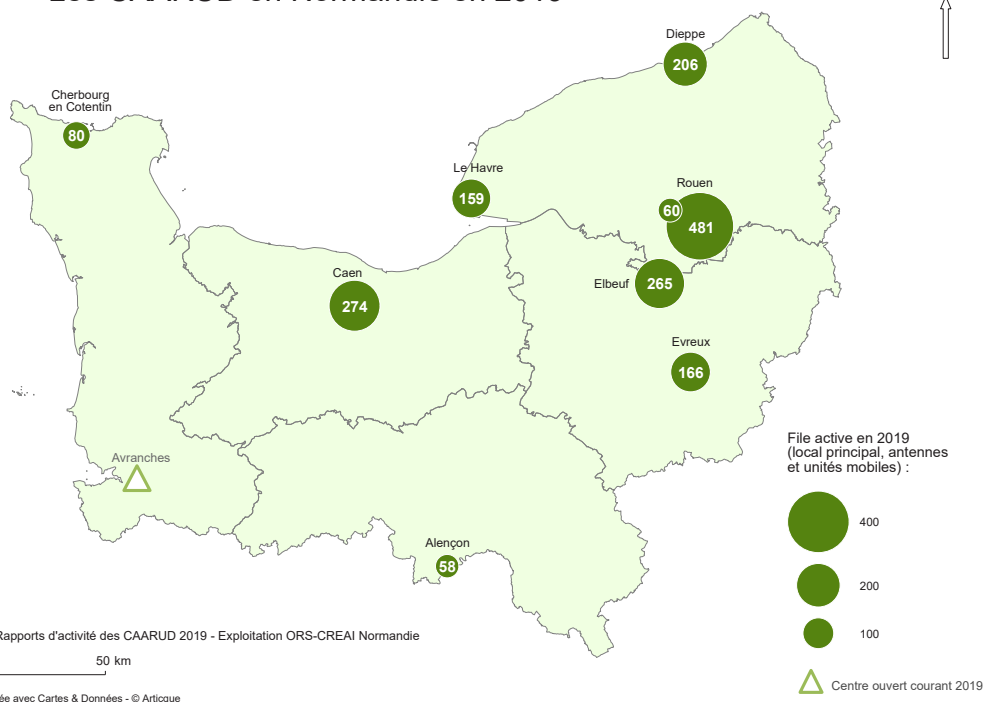 Dieppe
206
Cherbourg
en Cotentin
80
Le Havre
159
Rouen
60
481
Caen
274
Elbeuf
265
Evreux
166
Avranches
Alençon
58
File active en 2019
(local principal, antennes
et unités mobiles) :
400
200
100
Centre ouvert courant 2019
Rapports d'activité des CAARUD 2019 - Exploitation ORS-CREAI Normandie
50 km
avec Cartes & Données - © Articque